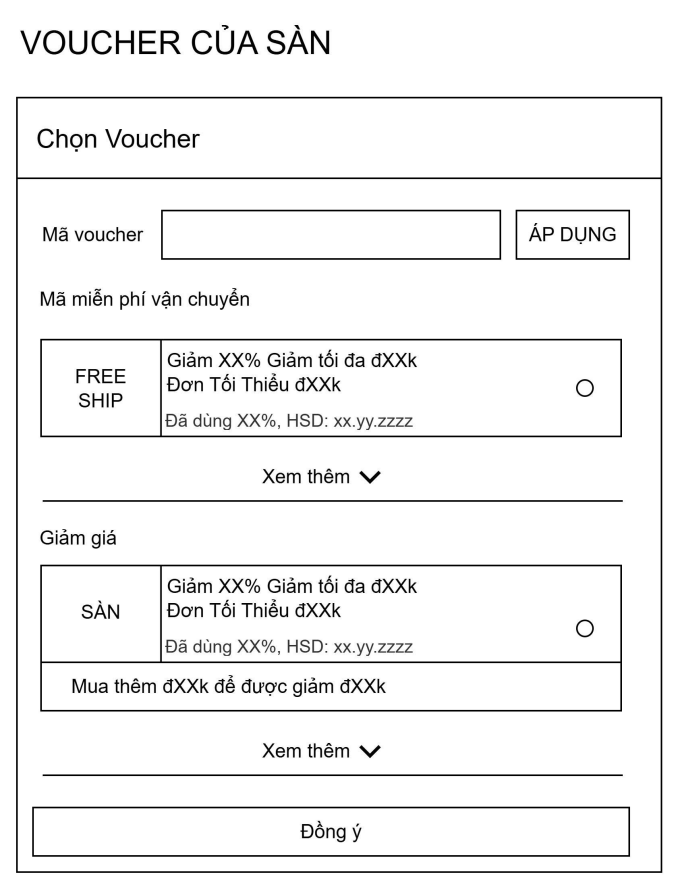 VOUCHER CỦA SÀN
Chọn Voucher
Mã voucher
ÁP DỤNG
Mã miễn phí vận chuyển
FREE
SHIP
Giảm XX% Giảm tối đa đXXk
Đơn Tối Thiểu đXXk
Đã dùng XX%, HSD: xx.yy.zzzz
Xem thêm
Giảm giá
SÀN
Giảm XX% Giảm tối đa đXXk
Đơn Tối Thiểu đXXk
Đã dùng XX%, HSD: xx.yy.zzzz
Mua thêm đXXk để được giảm đXXk
Xem thêm
Đồng ý